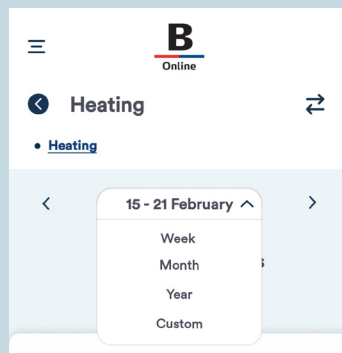 B
Online
Heating
Heating
15 - 21 February
Week
Month
Year
Custom